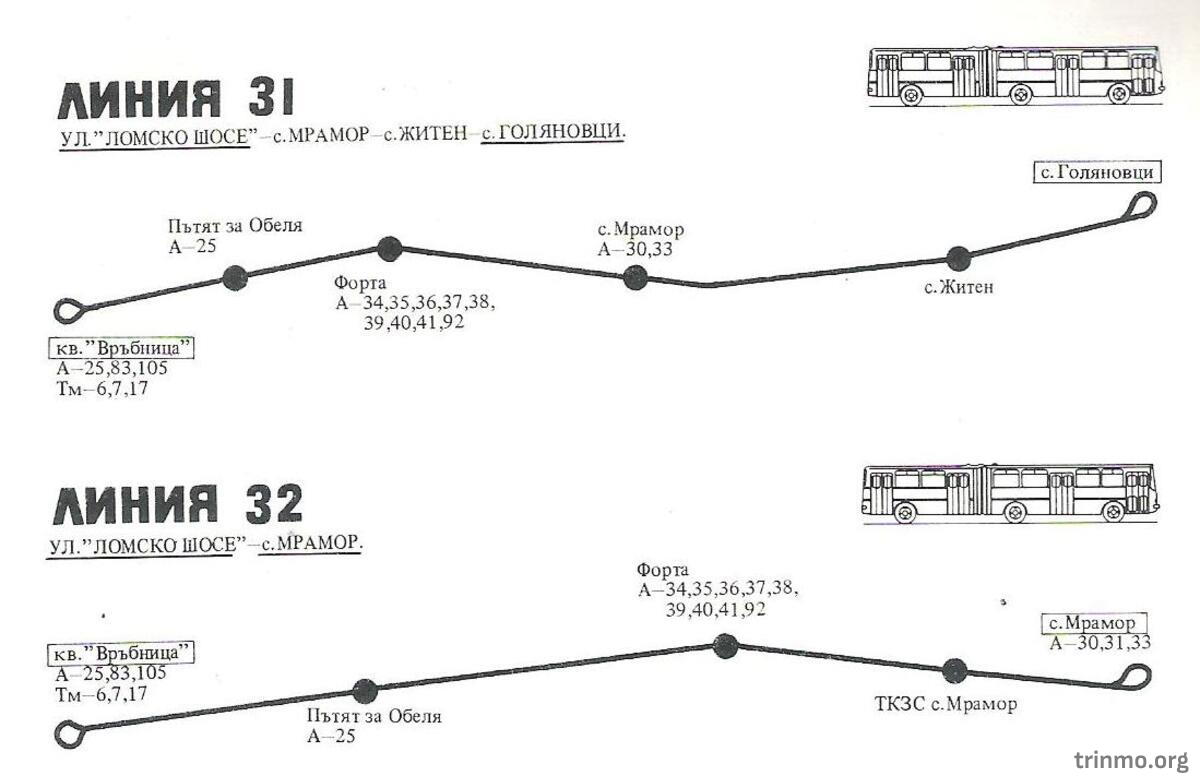 ЛИНИЯ 31
УЛ."ЛОМСКО ШОСЕ"–с.МРАМОР–с.ЖИТЕН–с.ГОЛЯНОВЦИ.
с.Голяновци
Пътят за Обеля
А–25
с.Мрамор
А–30,33
Форта
А–34,35,36,37,38,
39,40,41,92
с.Житен
кв."Връбница"
А–25,83,105
Тм–6,7,17
ЛИНИЯ 32
УЛ."ЛОМСКО ШОСЕ"–с.МРАМОР.
Форта
А–34,35,36,37,38,
39,40,41,92
с.Мрамор
А–30,31,33
кв."Връбница"
А–25,83,105
Тм–6,7,17
Пътят за Обеля
А–25
ТКЗС с.Мрамор
trinmo.org